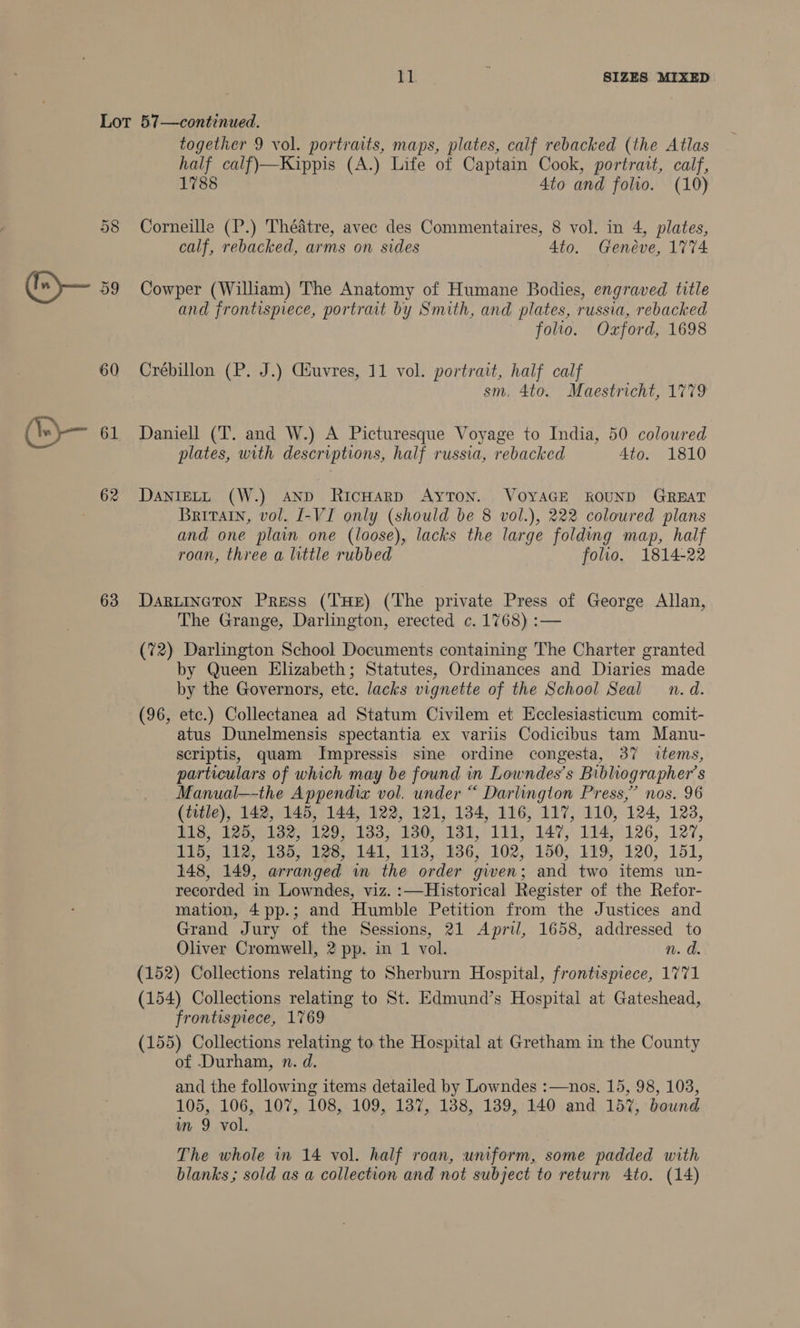 11 SIZES MIXED
Lot 57—continued.
together 9 vol. portraits, maps, plates, calf rebacked (the Atlas
half calf)—Kippis (A.) Life of Captain Cook, portrait, calf,
1788 4to and folio. (10)
58 Corneille (P.) Théâtre, avec des Commentaires, 8 vol. in 4, plates,
calf, rebacked, arms on sides 4to. Genève, 1774
59 Cowper (William) The Anatomy of Humane Bodies, engraved title
and frontispiece, portrait by Smith, and plates, russia, rebacked
folio. Oxford, 1698
60 Crébillon (P. J.) Œuvres, 11 vol. portrait, half calf
sm. 4to. Maestricht, 1779
61 Daniell (T. and W.) A Picturesque Voyage to India, 50 coloured
plates, with descriptions, half russia, rebacked 4to. 1810
62 DANIELL (W.) AND RICHARD AYTON. VOYAGE ROUND GREAT
BRITAIN, vol. I-VI only (should be 8 vol.), 222 coloured plans
and one plain one (loose), lacks the large folding map, half
roan, three a little rubbed folio. 1814-22
63 DARLINGTON PRESS (THE) (The private Press of George Allan,
The Grange, Darlington, erected c. 1768) :—
(72) Darlington School Documents containing The Charter granted
by Queen Elizabeth; Statutes, Ordinances and Diaries made
by the Governors, etc. lacks vignette of the School Seal n. d.
(96, etc.) Collectanea ad Statum Civilem et Ecclesiasticum comit-
atus Dunelmensis spectantia ex variis Codicibus tam Manu-
scriptis, quam Impressis sine ordine congesta, 37 items,
particulars of which may be found in Lowndes's Bibliographer's
Manual—the Appendix vol. under "Darlington Press," nos. 96
(title), 142, 145, 144, 122, 121, 134, 116, 117, 110, 124, 123,
118, 125, 132, 129, 133, 130, 131, 111, 147, 114, 126, 127,
115, 112, 135, 128, 141, 113, 136, 102, 150, 119, 120, 151,
148, 149, arranged in the order given; and two items un-
recorded in Lowndes, viz. :—Historical Register of the Refor-
mation, 4 pp.; and Humble Petition from the Justices and
Grand Jury of the Sessions, 21 April, 1658, addressed to
Oliver Cromwell, 2 pp. in 1 vol. n. d.
(152) Collections relating to Sherburn Hospital, frontispiece, 1771
(154) Collections relating to St. Edmund's Hospital at Gateshead,
frontispiece, 1769
(155) Collections relating to the Hospital at Gretham in the County
of Durham, n. d.
and the following items detailed by Lowndes :—nos. 15, 98, 103,
105, 106, 107, 108, 109, 137, 138, 139, 140 and 157, bound
in 9 vol.
The whole in 14 vol. half roan, uniform, some padded with
blanks; sold as a collection and not subject to return 4to. (14)